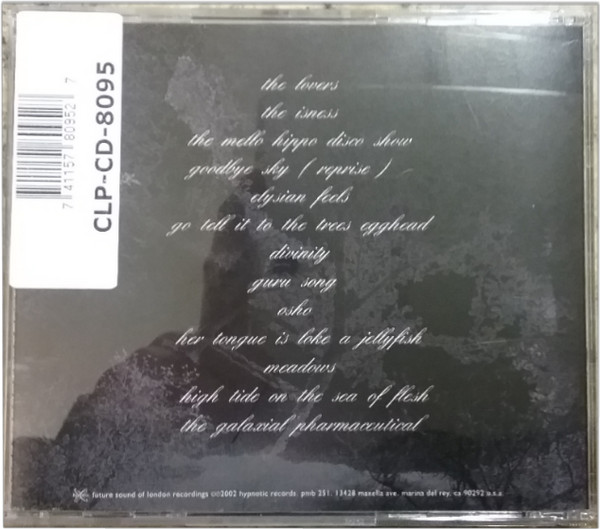 7 41157 80952 7
CLP-CD-8095
the lovers
the isness
the mello hippo disco show
goodbye sky ( reprise )
elysian feels
go tell it to the trees egghead
divinity
guru song
osho
her tongue is loke a jellyfish
meadows
high tide on the sea of flesh
the galaxial pharmaceutical
future sound of london recordings ©2002 hypnotic records. pmb 251. 13428 maxella ave. marina del rey. ca 90292 u.s.a.